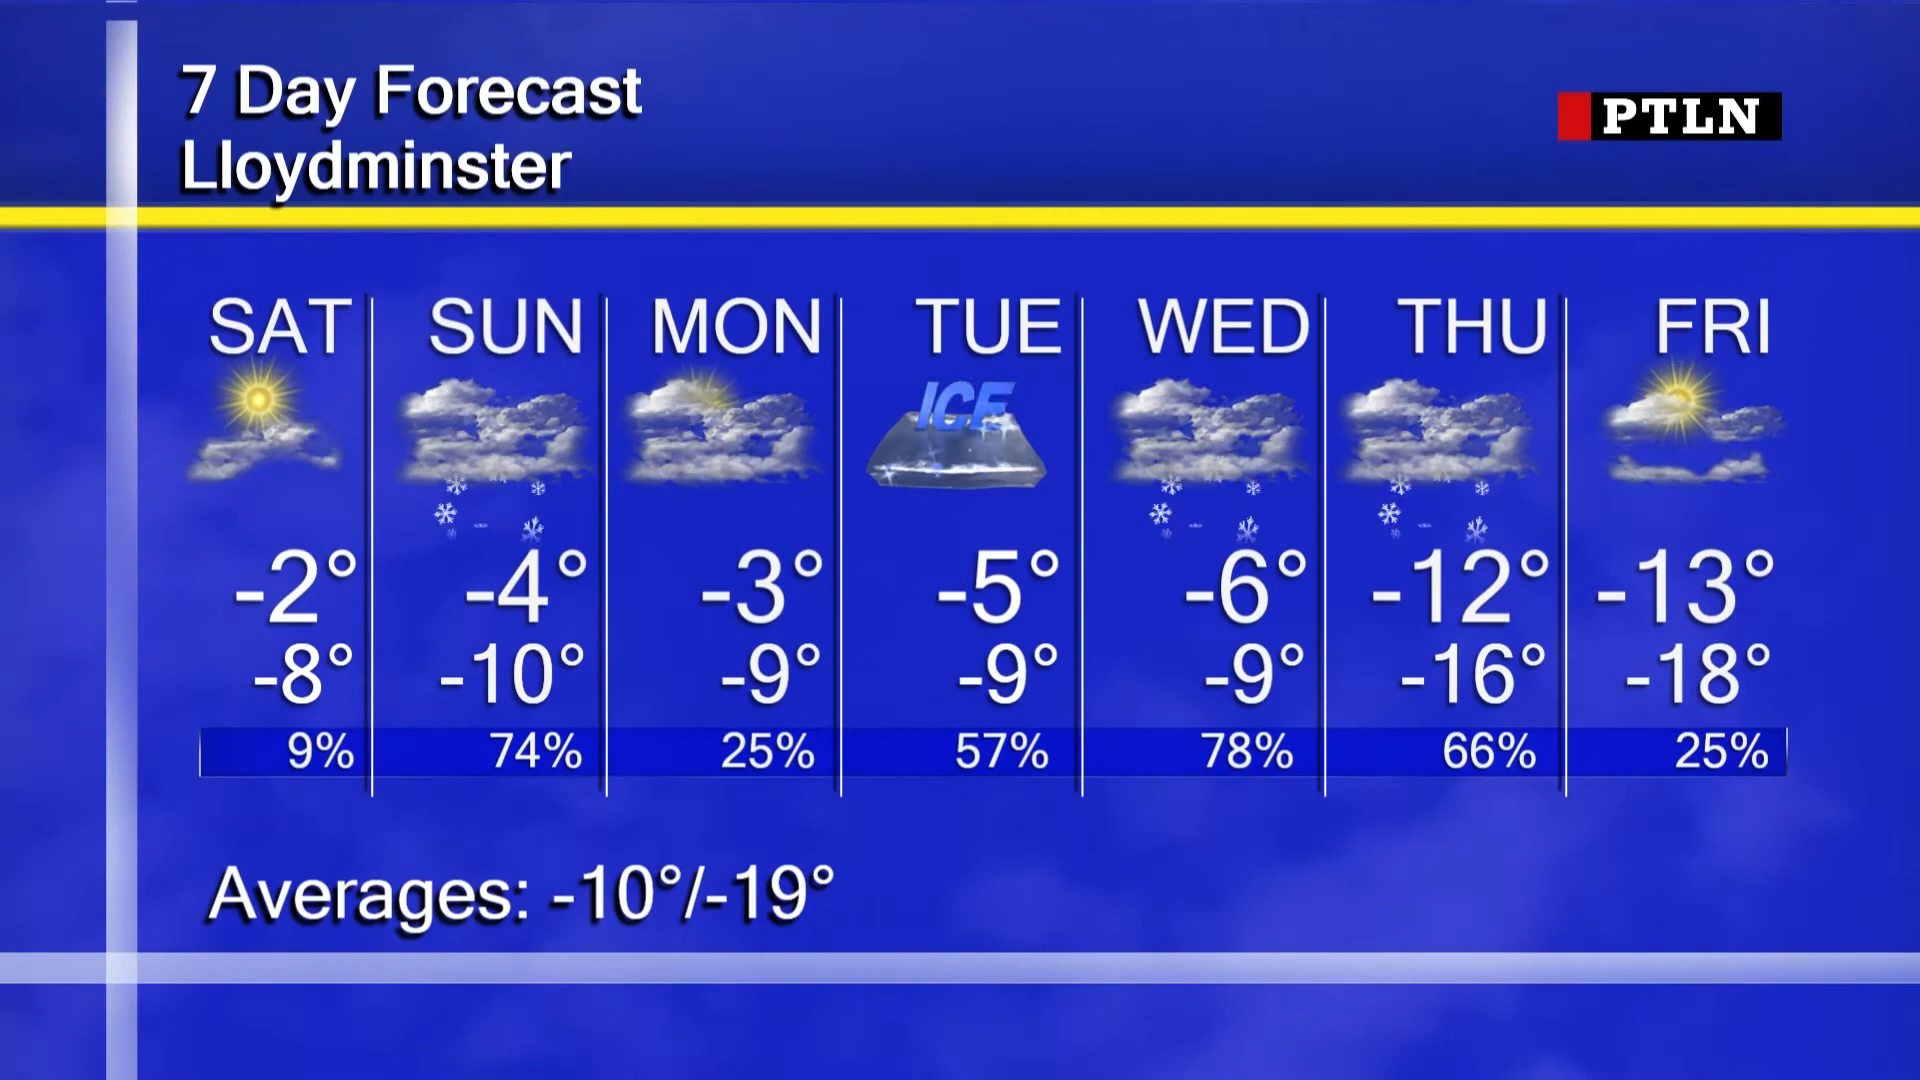 7 Day Forecast
Lloydminster
PTLN
SAT SUN MON TUE WED THU FRI
ICE
-2° -4° -3° -5° -6° -12° -13°
-8° -10° -9° -9° -9° -16° -18°
9% 74% 25% 57% 78% 66% 25%
Averages: -10°/-19°